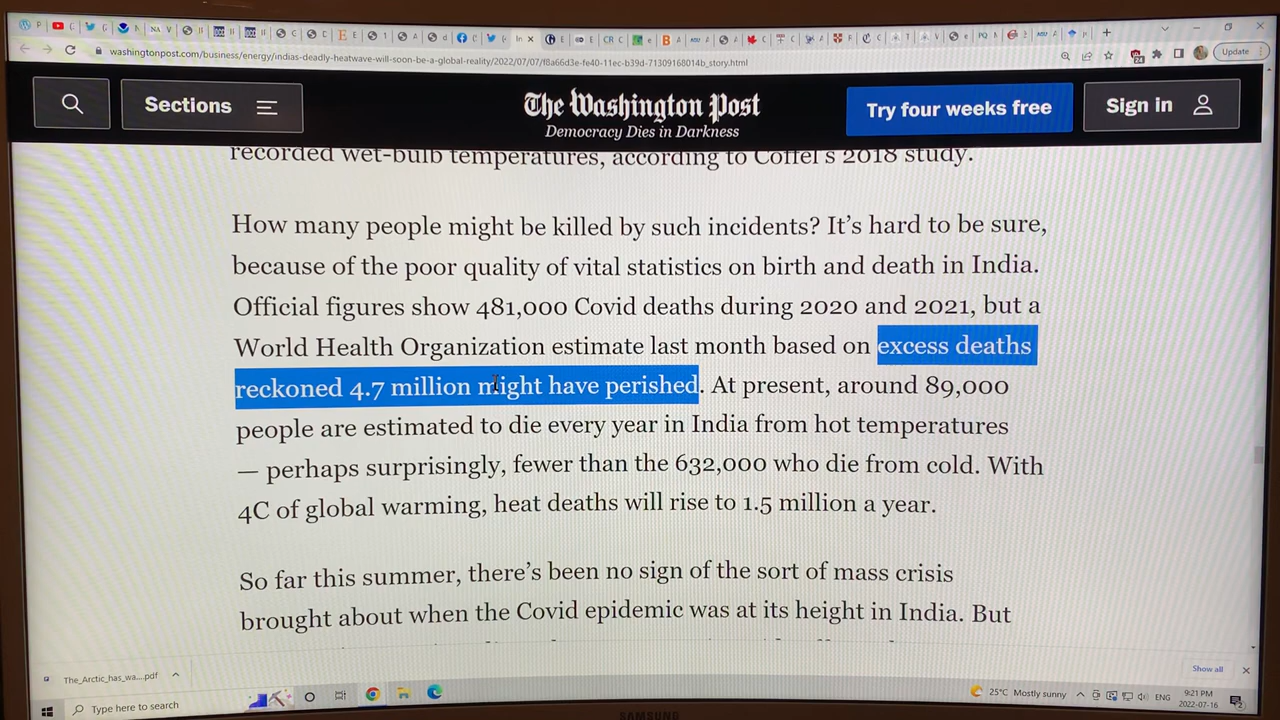 washingtonpost.com/business/energy/indias-deadly-heatwave-will-soon-be-a-global-reality/2022/07/07/f8a66d3e-fe40-11ec-b39d-71309168014b_story.html
Update
24
Sections
The Washington Post
Democracy Dies in Darkness
Try four weeks free
Sign in
recorded wet-bulb temperatures, according to Coffel's 2018 study.
How many people might be killed by such incidents? It's hard to be sure,
because of the poor quality of vital statistics on birth and death in India.
Official figures show 481,000 Covid deaths during 2020 and 2021, but a
World Health Organization estimate last month based on excess deaths
reckoned 4.7 million might have perished. At present, around 89,000
people are estimated to die every year in India from hot temperatures
— perhaps surprisingly, fewer than the 632,000 who die from cold. With
4C of global warming, heat deaths will rise to 1.5 million a year.
So far this summer, there's been no sign of the sort of mass crisis
brought about when the Covid epidemic was at its height in India. But
The_Arctic_has_wa....pdf
Show all
Type here to search
25°C Mostly sunny
ENG
9:21 PM
2022-07-16
SAMSUNG